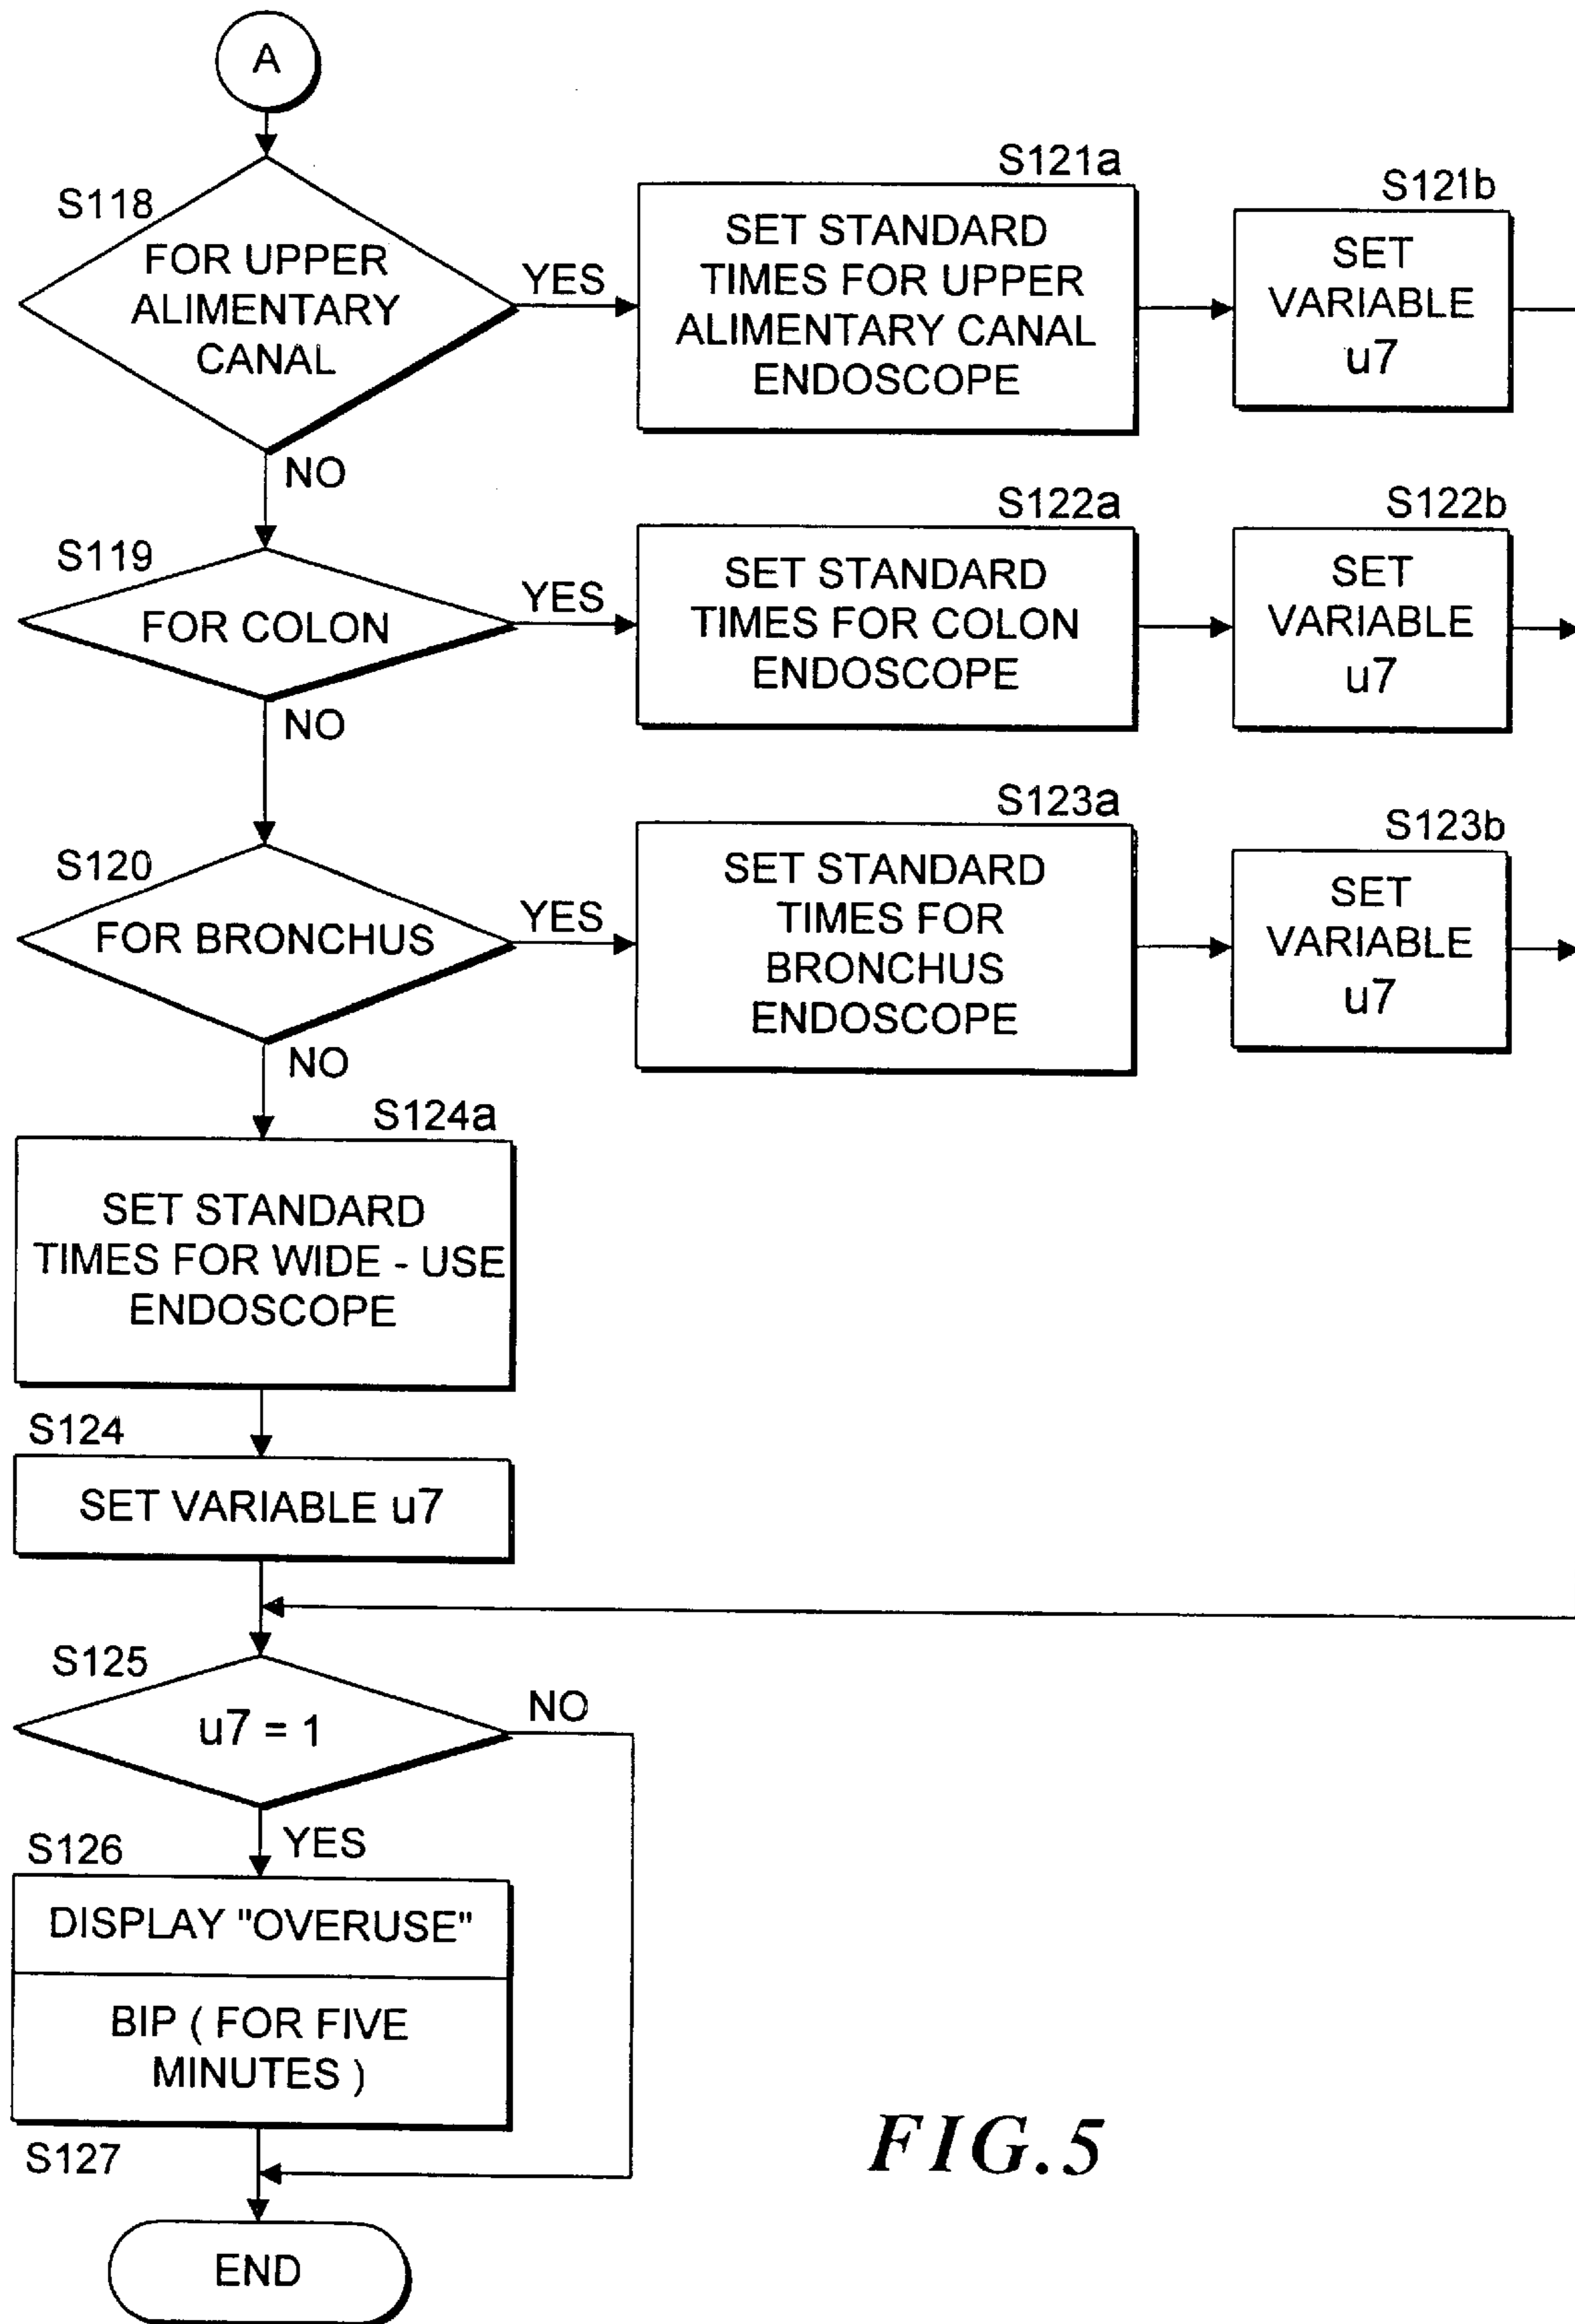 A
S118
FOR UPPER
ALIMENTARY
CANAL
YES
NO
S121a
SET STANDARD
TIMES FOR UPPER
ALIMENTARY CANAL
ENDOSCOPE
S121b
SET
VARIABLE
u7
S119
FOR COLON
YES
NO
S122a
SET STANDARD
TIMES FOR COLON
ENDOSCOPE
S122b
SET
VARIABLE
u7
S120
FOR BRONCHUS
YES
NO
S123a
SET STANDARD
TIMES FOR
BRONCHUS
ENDOSCOPE
S123b
SET
VARIABLE
u7
S124a
SET STANDARD
TIMES FOR WIDE - USE
ENDOSCOPE
S124
SET VARIABLE u7
S125
u7 = 1
NO
YES
S126
DISPLAY "OVERUSE"
BIP ( FOR FIVE
MINUTES )
S127
END
FIG.5